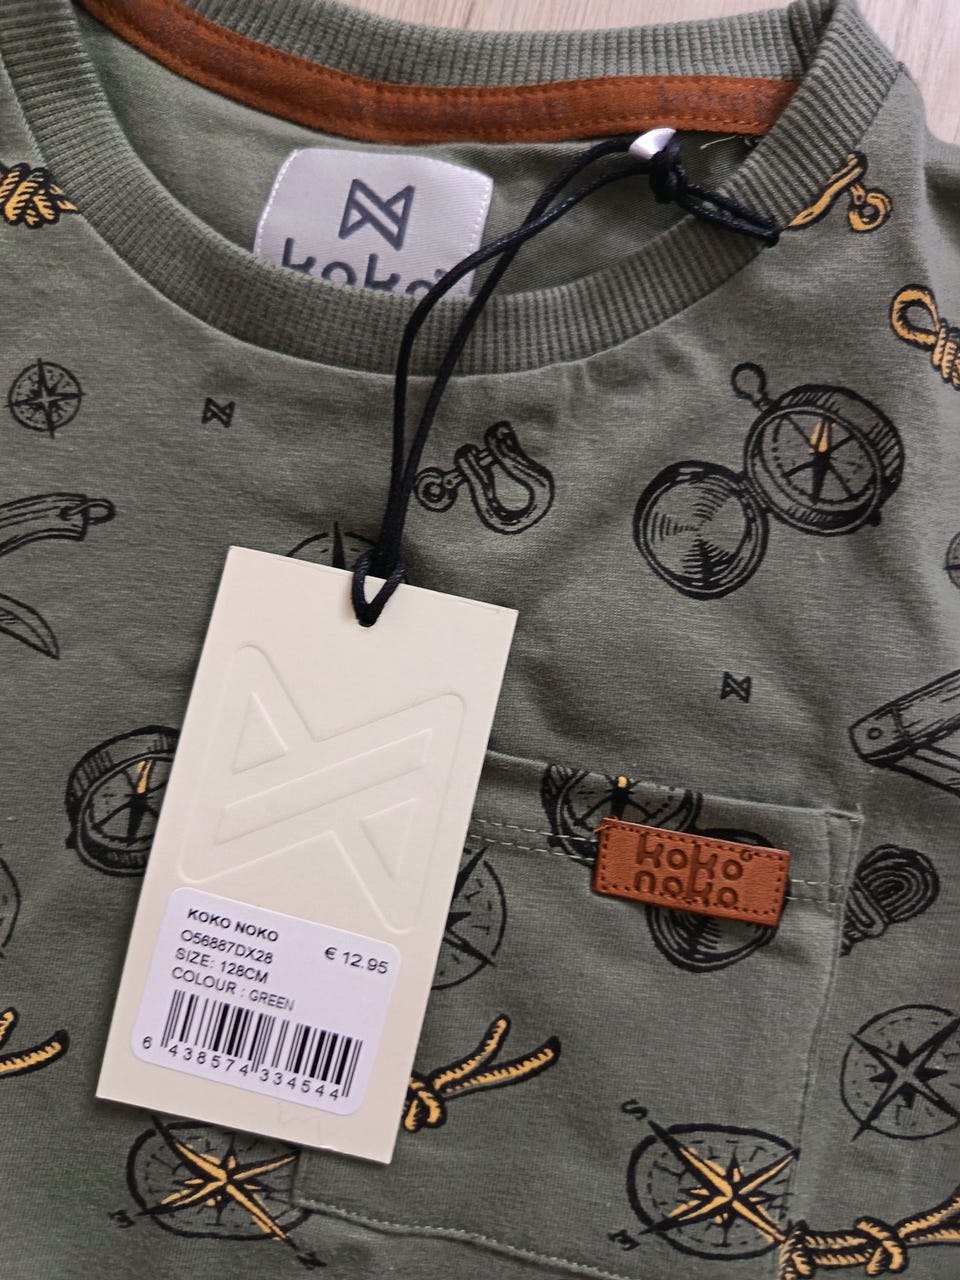 koko
koko
noko
KOKO NOKO
O56887DX28
€ 12.95
SIZE: 128CM
COLOUR : GREEN
6 438574 334544
S